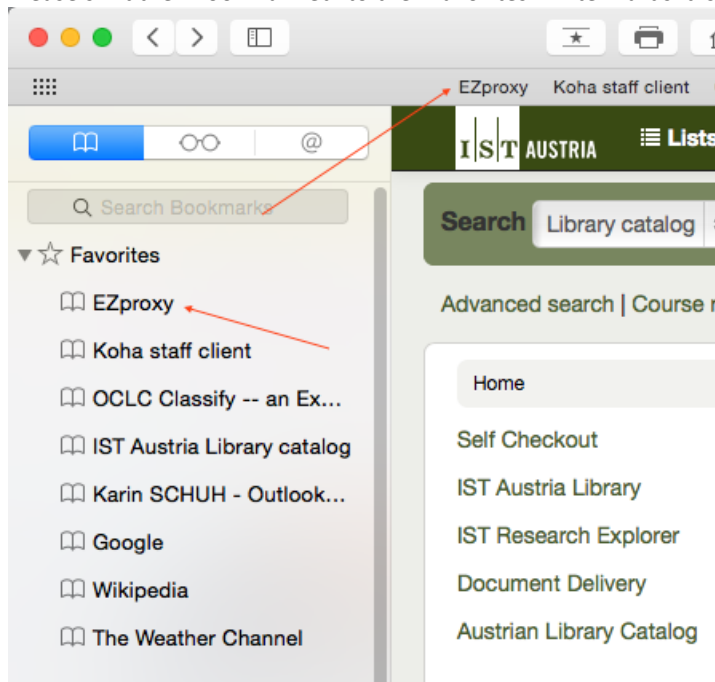 EZproxy Koha staff client
IST AUSTRIA
Lists
Search Bookmarks
Search Library catalog
Favorites
EZproxy
Advanced search | Course
Koha staff client
Home
OCLC Classify -- an Ex...
Self Checkout
IST Austria Library catalog
IST Austria Library
Karin SCHUH - Outlook...
IST Research Explorer
Google
Document Delivery
Wikipedia
Austrian Library Catalog
The Weather Channel